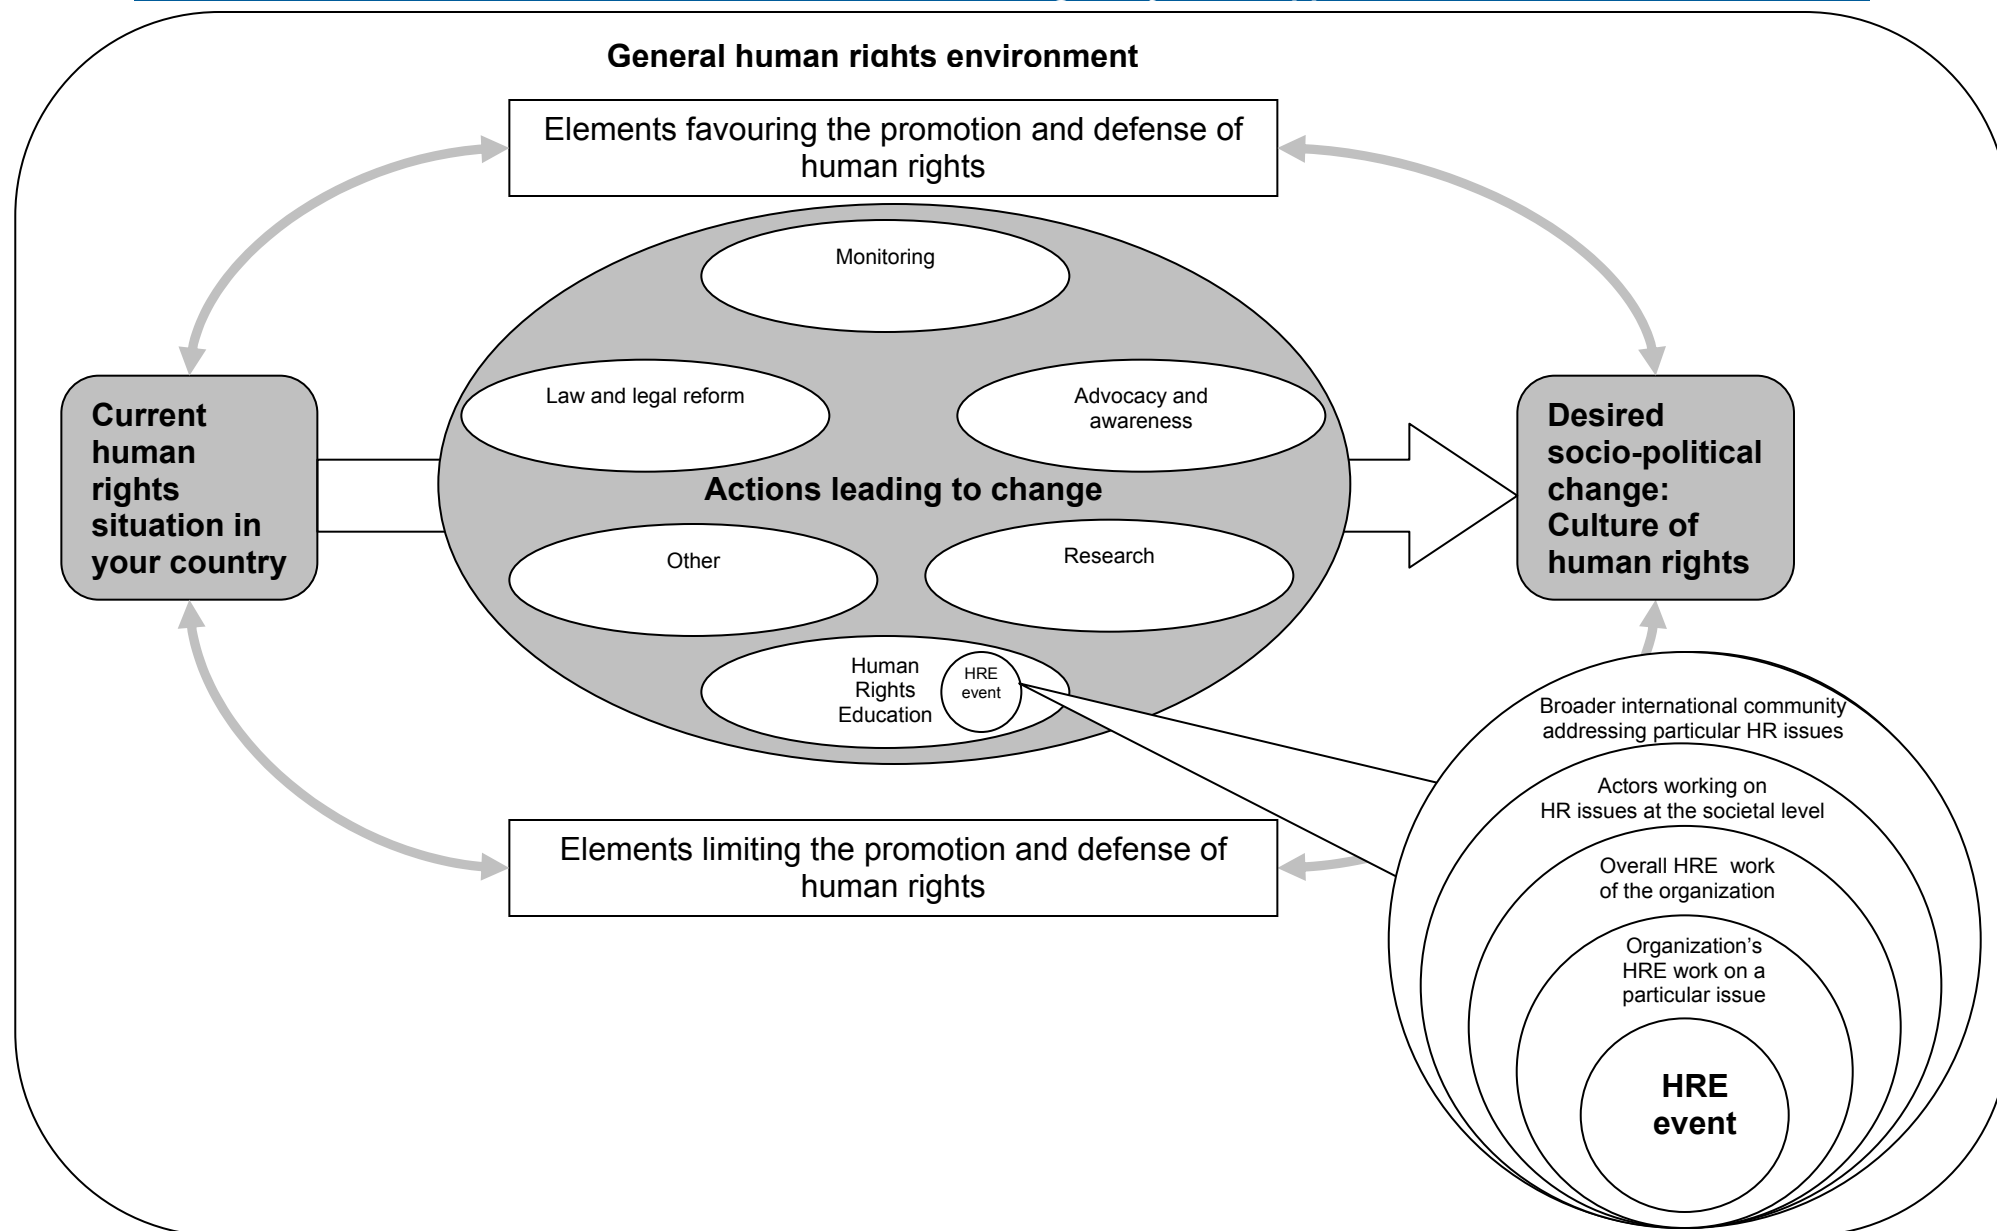 General human rights environment
Elements favouring the promotion and defense of
human rights
Monitoring
Law and legal reform
Advocacy and
awareness
Current
human
rights
situation in
your country
Actions leading to change
Desired
socio-political
change:
Culture of
human rights
Other
Research
Human
Rights
Education
HRE
event
Elements limiting the promotion and defense of
human rights
Broader international community
addressing particular HR issues
Actors working on
HR issues at the societal level
Overall HRE work
of the organization
Organization's
HRE work on a
particular issue
HRE
event